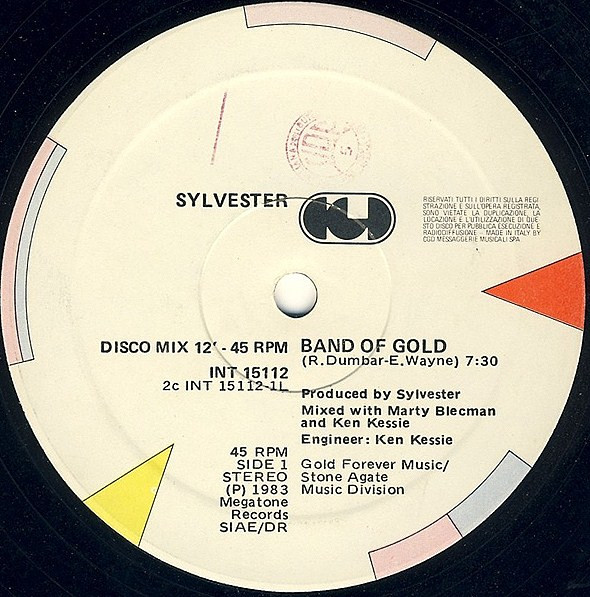 SYLVESTER
RISERVATI TUTTI I DIRITTI SULLA REGI
STRAZIONE E SULL'OPERA REGISTRATA,
SONO VIETATE LA DUPLICAZIONE, LA
LOCAZIONE E L'UTILIZZAZIONE DI QUE
STO DISCO PER PUBBLICA ESECUZIONE E
RADIODIFFUSIONE - MADE IN ITALY BY
CGD MESSAGGERIE MUSICALI SPA
DISCO MIX 12' - 45 RPM
INT 15112
2c INT 15112-1L
BAND OF GOLD
(R.Dumbar-E.Wayne) 7:30
Produced by Sylvester
Mixed with Marty Blecman
and Ken Kessie
Engineer: Ken Kessie
45 RPM
SIDE 1
STEREO
(P) 1983
Megatone
Records
SIAE/DR
Gold Forever Music/
Stone Agate
Music Division